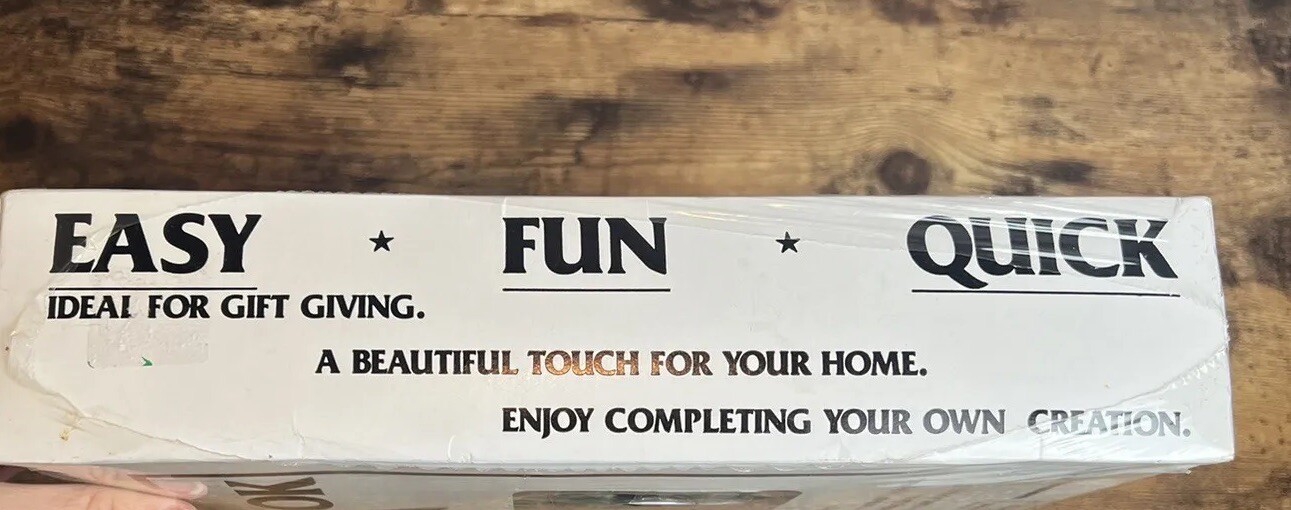 EASY ★ FUN ★ QUICK
IDEAL FOR GIFT GIVING.
A BEAUTIFUL TOUCH FOR YOUR HOME.
ENJOY COMPLETING YOUR OWN CREATION.